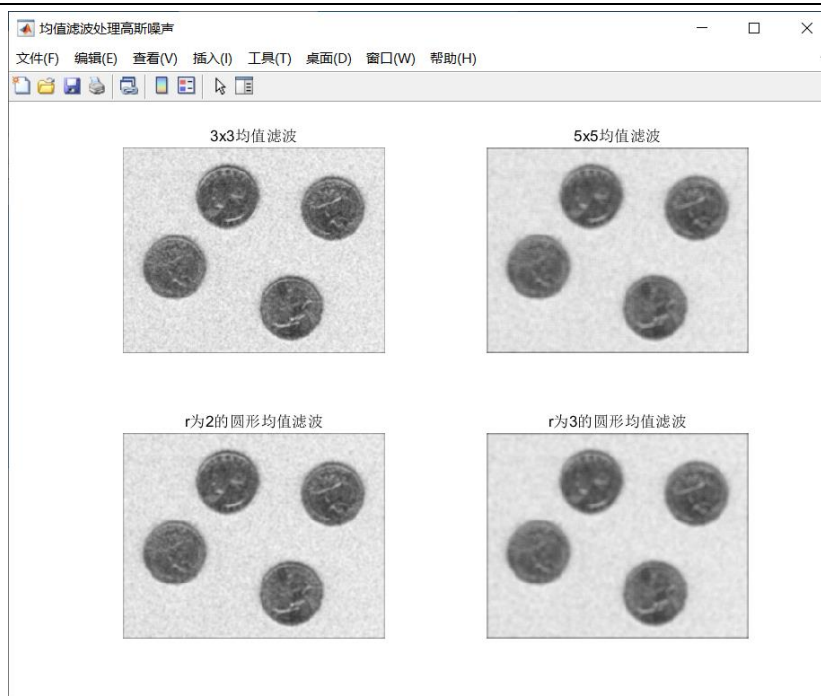 均值滤波处理高斯噪声
文件(F) 编辑(E) 查看(V) 插入(I) 工具(T) 桌面(D) 窗口(W) 帮助(H)
3x3均值滤波
5x5均值滤波
r为2的圆形均值滤波
r为3的圆形均值滤波